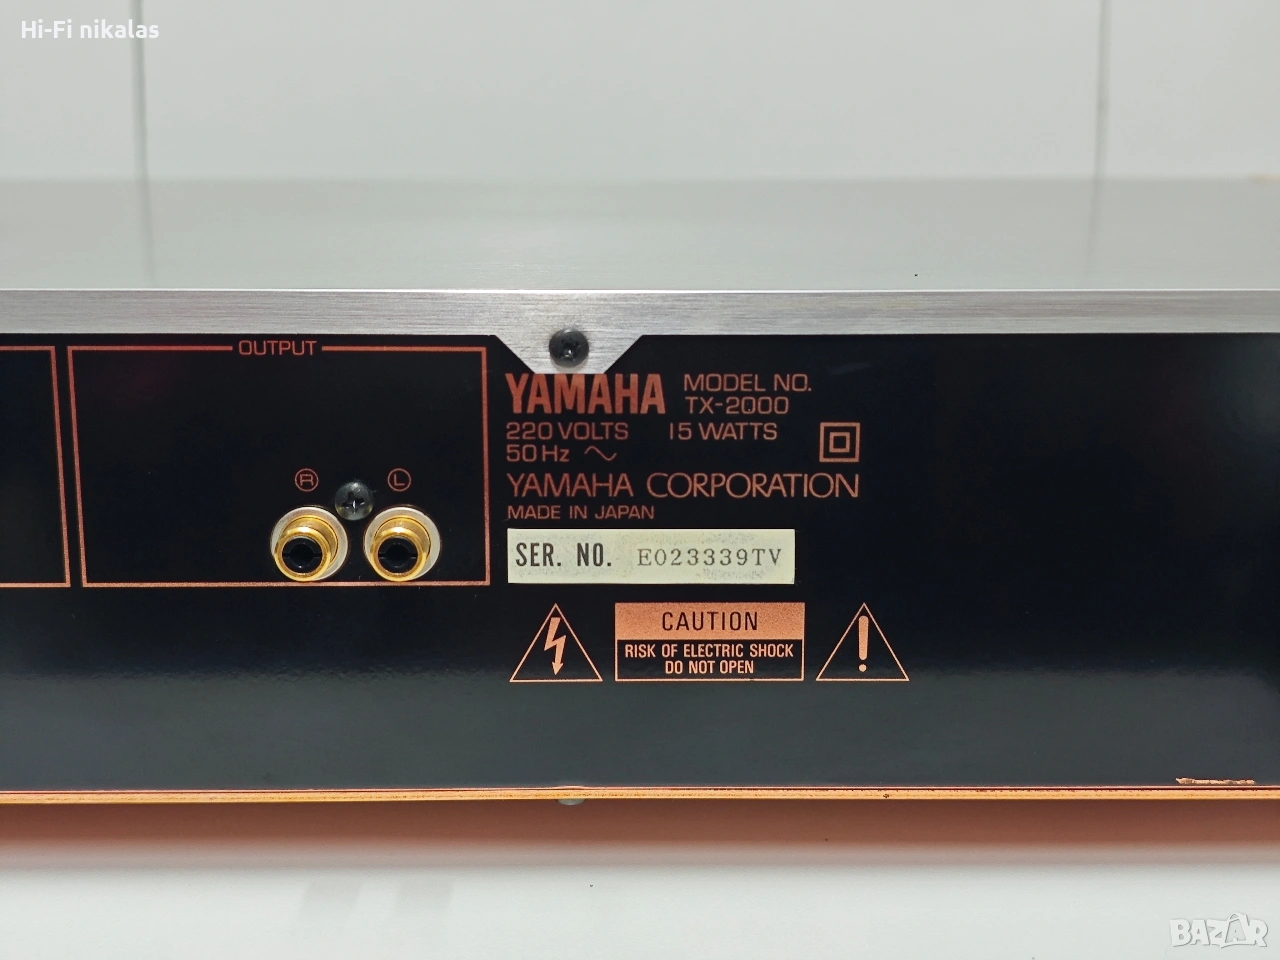 Hi-Fi nikalas
OUTPUT
R L
YAMAHA MODEL NO.
TX-2000
220 VOLTS 15 WATTS
50 Hz ~
YAMAHA CORPORATION
MADE IN JAPAN
SER. NO. E023339TV
CAUTION
RISK OF ELECTRIC SHOCK
DO NOT OPEN
BAZAR